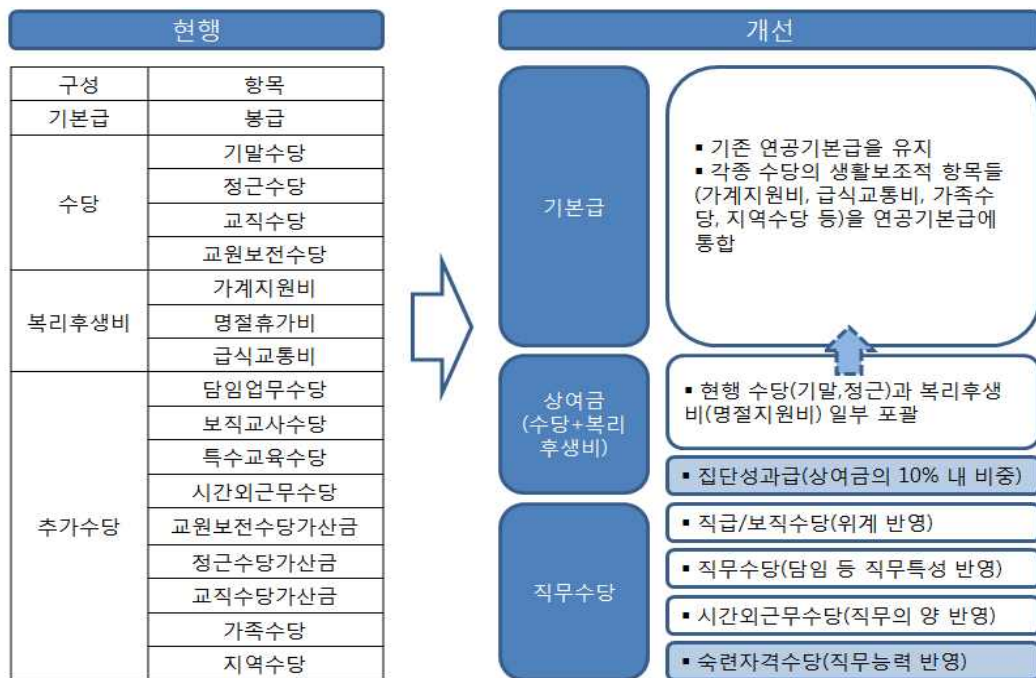 현행
구성 항목
기본급 봉급
수당
기말수당
정근수당
교직수당
교원보전수당
복리후생비
가계지원비
명절휴가비
급식교통비
추가수당
담임업무수당
보직교사수당
특수교육수당
시간외근무수당
교원보전수당가산금
정근수당가산금
교직수당가산금
가족수당
지역수당
개선
기본급
▪ 기존 연공기본급을 유지
▪ 각종 수당의 생활보조적 항목들
(가계지원비, 급식교통비, 가족수
당, 지역수당 등)을 연공기본급에
통합
상여금
(수당+복리
후생비)
▪ 현행 수당(기말,정근)과 복리후생
비(명절지원비) 일부 포괄
▪ 집단성과급(상여금의 10% 내 비중)
직무수당
▪ 직급/보직수당(위계 반영)
▪ 직무수당(담임 등 직무특성 반영)
▪ 시간외근무수당(직무의 양 반영)
▪ 숙련자격수당(직무능력 반영)